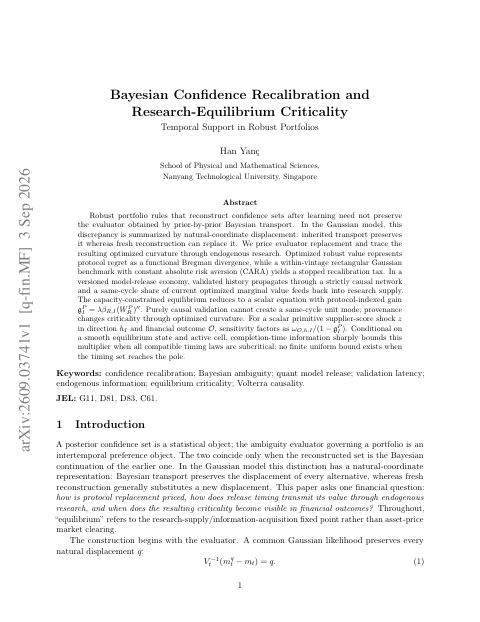 Bayesian Confidence Recalibration and
Research-Equilibrium Criticality
Temporal Support in Robust Portfolios
Han Yanç
School of Physical and Mathematical Sciences,
Nanyang Technological University, Singapore
Abstract
Robust portfolio rules that reconstruct confidence sets after learning need not preserve
the evaluator obtained by prior-by-prior Bayesian transport. In the Gaussian model, this
discrepancy is summarized by natural-coordinate displacement: inherited transport preserves
it whereas fresh reconstruction can replace it. We price evaluator replacement and trace the
resulting optimized curvature through endogenous research. Optimized robust value represents
protocol regret as a functional Bregman divergence, while a within-vintage rectangular Gaussian
benchmark with constant absolute risk aversion (CARA) yields a stopped recalibration tax. In a
versioned model-release economy, validated history propagates through a strictly causal network
and a same-cycle share of current optimized marginal value feeds back into research supply.
The capacity-constrained equilibrium reduces to a scalar equation with protocol-indexed gain
𝔤_I^P = λβ_{R,I}(W_R^P)″. Purely causal validation cannot create a same-cycle unit mode; provenance
changes criticality through optimized curvature. For a scalar primitive supplier-score shock z
in direction h_I and financial outcome 𝒪, sensitivity factors as ω_{𝒪,h,I}/(1 − 𝔤_I^P). Conditional on
a smooth equilibrium state and active cell, completion-time information sharply bounds this
multiplier when all compatible timing laws are subcritical; no finite uniform bound exists when
the timing set reaches the pole.
Keywords: confidence recalibration; Bayesian ambiguity; quant model release; validation latency;
endogenous information; equilibrium criticality; Volterra causality.
JEL: G11, D81, D83, C61.
1 Introduction
A posterior confidence set is a statistical object; the ambiguity evaluator governing a portfolio is an
intertemporal preference object. The two coincide only when the reconstructed set is the Bayesian
continuation of the earlier one. In the Gaussian model this distinction has a natural-coordinate
representation: Bayesian transport preserves the displacement of every alternative, whereas fresh
reconstruction generally substitutes a new displacement. This paper asks one financial question:
how is protocol replacement priced, how does release timing transmit its value through endogenous
research, and when does the resulting criticality become visible in financial outcomes? Throughout,
"equilibrium" refers to the research-supply/information-acquisition fixed point rather than asset-price
market clearing.
The construction begins with the evaluator. A common Gaussian likelihood preserves every
natural displacement q:
V_t^{-1}(m_t^q − m_t) = q. (1)
1
arXiv:2609.03741v1 [q-fin.MF] 3 Sep 2026